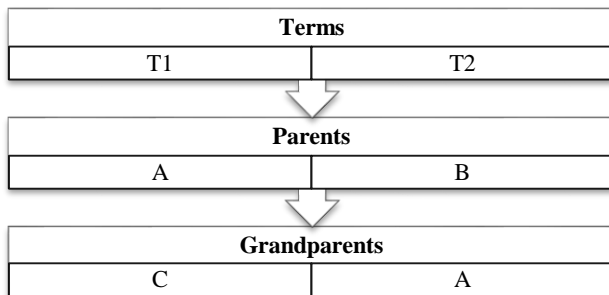 Terms
T1 T2
Parents
A B
Grandparents
C A